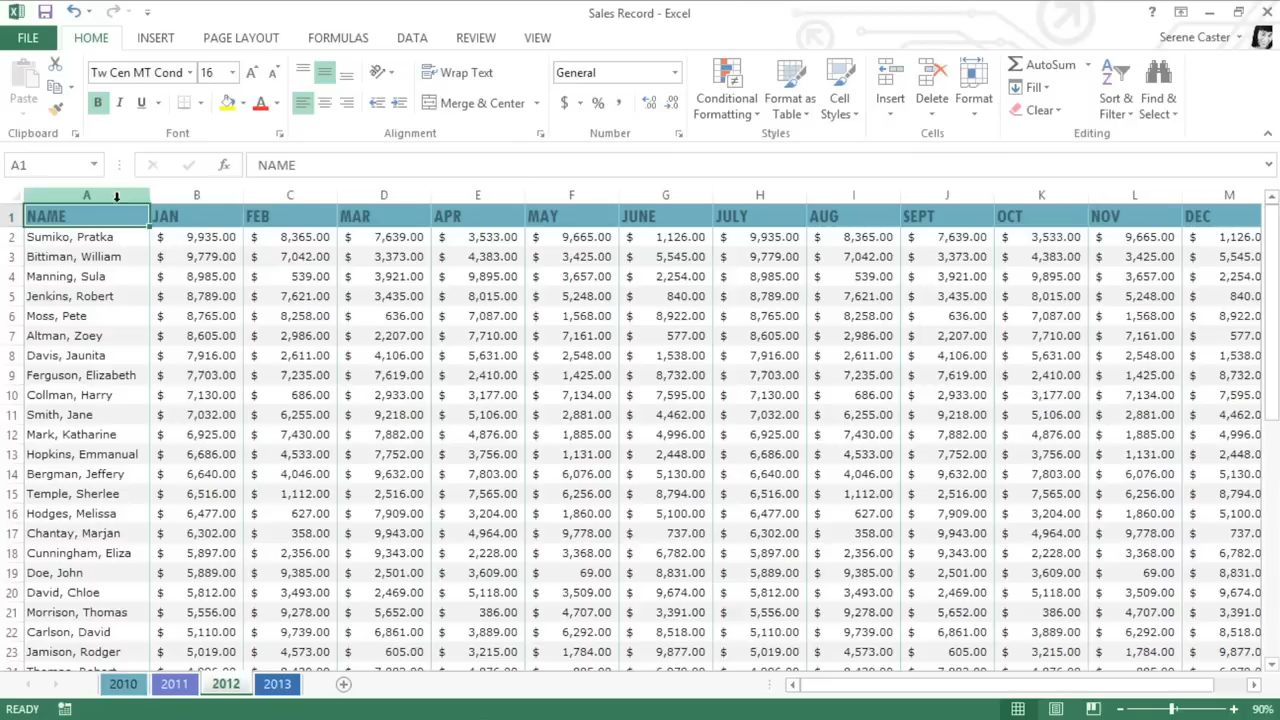 Sales Record - Excel
?
FILE HOME INSERT PAGE LAYOUT FORMULAS DATA REVIEW VIEW Serene Caster
Paste Tw Cen MT Cond 16 A A Wrap Text General AutoSum
B I U A Merge & Center $ % , Conditional Formatting Format as Table Cell Styles Insert Delete Format Fill Clear Sort & Filter Find & Select
Clipboard Font Alignment Number Styles Cells Editing
A1 fx NAME
A B C D E F G H I J K L M
1 NAME JAN FEB MAR APR MAY JUNE JULY AUG SEPT OCT NOV DEC
2 Sumiko, Pratka $ 9,935.00 $ 8,365.00 $ 7,639.00 $ 3,533.00 $ 9,665.00 $ 1,126.00 $ 9,935.00 $ 8,365.00 $ 7,639.00 $ 3,533.00 $ 9,665.00 $ 1,126.0
3 Bittiman, William $ 9,779.00 $ 7,042.00 $ 3,373.00 $ 4,383.00 $ 3,425.00 $ 5,545.00 $ 9,779.00 $ 7,042.00 $ 3,373.00 $ 4,383.00 $ 3,425.00 $ 5,545.
4 Manning, Sula $ 8,985.00 $ 539.00 $ 3,921.00 $ 9,895.00 $ 3,657.00 $ 2,254.00 $ 8,985.00 $ 539.00 $ 3,921.00 $ 9,895.00 $ 3,657.00 $ 2,254.
5 Jenkins, Robert $ 8,789.00 $ 7,621.00 $ 3,435.00 $ 8,015.00 $ 5,248.00 $ 840.00 $ 8,789.00 $ 7,621.00 $ 3,435.00 $ 8,015.00 $ 5,248.00 $ 840.
6 Moss, Pete $ 8,765.00 $ 8,258.00 $ 636.00 $ 7,087.00 $ 1,568.00 $ 8,922.00 $ 8,765.00 $ 8,258.00 $ 636.00 $ 7,087.00 $ 1,568.00 $ 8,922.
7 Altman, Zoey $ 8,605.00 $ 2,986.00 $ 2,207.00 $ 7,710.00 $ 7,161.00 $ 577.00 $ 8,605.00 $ 2,986.00 $ 2,207.00 $ 7,710.00 $ 7,161.00 $ 577.
8 Davis, Jaunita $ 7,916.00 $ 2,611.00 $ 4,106.00 $ 5,631.00 $ 2,548.00 $ 1,538.00 $ 7,916.00 $ 2,611.00 $ 4,106.00 $ 5,631.00 $ 2,548.00 $ 1,538.
9 Ferguson, Elizabeth $ 7,703.00 $ 7,235.00 $ 7,619.00 $ 2,410.00 $ 1,425.00 $ 8,732.00 $ 7,703.00 $ 7,235.00 $ 7,619.00 $ 2,410.00 $ 1,425.00 $ 8,732.
10 Collman, Harry $ 7,130.00 $ 686.00 $ 2,933.00 $ 3,177.00 $ 7,134.00 $ 7,595.00 $ 7,130.00 $ 686.00 $ 2,933.00 $ 3,177.00 $ 7,134.00 $ 7,595.
11 Smith, Jane $ 7,032.00 $ 6,255.00 $ 9,218.00 $ 5,106.00 $ 2,881.00 $ 4,462.00 $ 7,032.00 $ 6,255.00 $ 9,218.00 $ 5,106.00 $ 2,881.00 $ 4,462.
12 Mark, Katharine $ 6,925.00 $ 7,430.00 $ 7,882.00 $ 4,876.00 $ 1,885.00 $ 4,996.00 $ 6,925.00 $ 7,430.00 $ 7,882.00 $ 4,876.00 $ 1,885.00 $ 4,996.
13 Hopkins, Emmanual $ 6,686.00 $ 4,533.00 $ 7,752.00 $ 3,756.00 $ 1,131.00 $ 2,448.00 $ 6,686.00 $ 4,533.00 $ 7,752.00 $ 3,756.00 $ 1,131.00 $ 2,448.
14 Bergman, Jeffery $ 6,640.00 $ 4,046.00 $ 9,632.00 $ 7,803.00 $ 6,076.00 $ 5,130.00 $ 6,640.00 $ 4,046.00 $ 9,632.00 $ 7,803.00 $ 6,076.00 $ 5,130.
15 Temple, Sherlee $ 6,516.00 $ 1,112.00 $ 2,516.00 $ 7,565.00 $ 6,256.00 $ 8,794.00 $ 6,516.00 $ 1,112.00 $ 2,516.00 $ 7,565.00 $ 6,256.00 $ 8,794.
16 Hodges, Melissa $ 6,477.00 $ 627.00 $ 7,909.00 $ 3,204.00 $ 1,860.00 $ 5,100.00 $ 6,477.00 $ 627.00 $ 7,909.00 $ 3,204.00 $ 1,860.00 $ 5,100.
17 Chantay, Marjan $ 6,302.00 $ 358.00 $ 9,943.00 $ 4,964.00 $ 9,778.00 $ 737.00 $ 6,302.00 $ 358.00 $ 9,943.00 $ 4,964.00 $ 9,778.00 $ 737.
18 Cunningham, Eliza $ 5,897.00 $ 2,356.00 $ 9,343.00 $ 2,228.00 $ 3,368.00 $ 6,782.00 $ 5,897.00 $ 2,356.00 $ 9,343.00 $ 2,228.00 $ 3,368.00 $ 6,782.
19 Doe, John $ 5,889.00 $ 9,385.00 $ 2,501.00 $ 3,609.00 $ 69.00 $ 8,831.00 $ 5,889.00 $ 9,385.00 $ 2,501.00 $ 3,609.00 $ 69.00 $ 8,831.
20 David, Chloe $ 5,812.00 $ 3,493.00 $ 2,469.00 $ 5,118.00 $ 3,509.00 $ 9,674.00 $ 5,812.00 $ 3,493.00 $ 2,469.00 $ 5,118.00 $ 3,509.00 $ 9,674.
21 Morrison, Thomas $ 5,556.00 $ 9,278.00 $ 5,652.00 $ 386.00 $ 4,707.00 $ 3,391.00 $ 5,556.00 $ 9,278.00 $ 5,652.00 $ 386.00 $ 4,707.00 $ 3,391.
22 Carlson, David $ 5,110.00 $ 9,739.00 $ 6,861.00 $ 3,889.00 $ 6,292.00 $ 8,518.00 $ 5,110.00 $ 9,739.00 $ 6,861.00 $ 3,889.00 $ 6,292.00 $ 8,518.
23 Jamison, Rodger $ 5,019.00 $ 4,573.00 $ 605.00 $ 3,215.00 $ 1,784.00 $ 9,877.00 $ 5,019.00 $ 4,573.00 $ 605.00 $ 3,215.00 $ 1,784.00 $ 9,877.
2010 2011 2012 2013
READY 90%